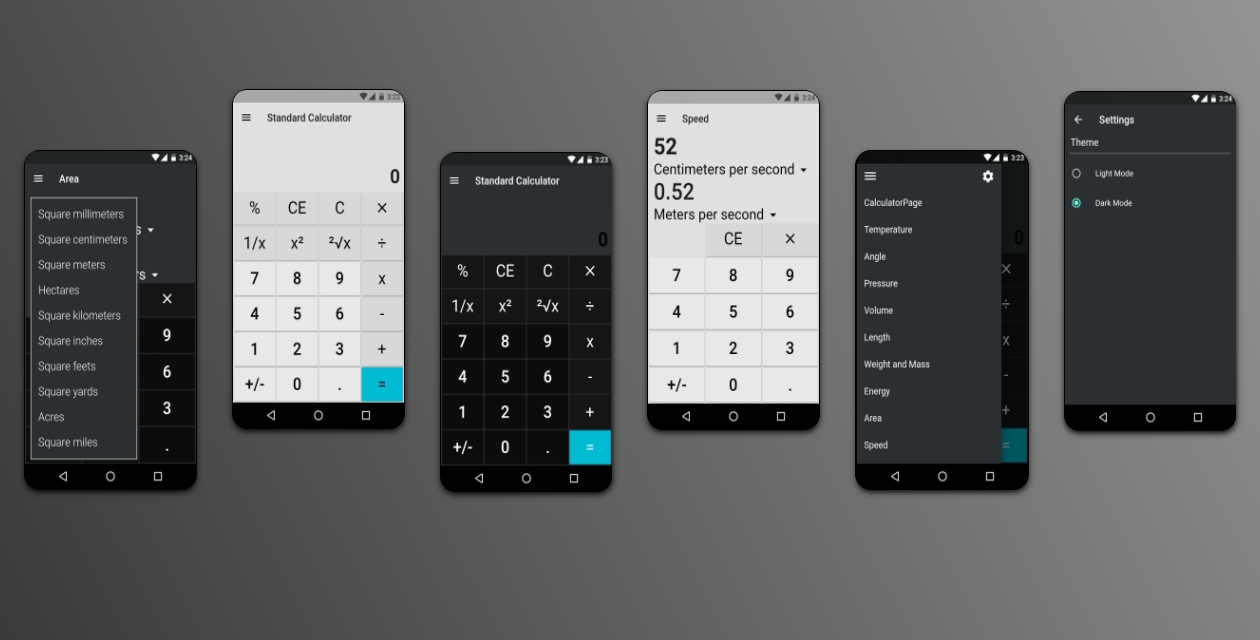 3:24
Area
Square millimeters
Square centimeters
Square meters
Hectares
Square kilometers
Square inches
Square feets
Square yards
Acres
Square miles
s
rs
×
9
6
3
.
3:23
Standard Calculator
0
% CE C ×
1/x x² ²√x ÷
7 8 9 x
4 5 6 -
1 2 3 +
+/- 0 . =
3:23
Standard Calculator
0
% CE C ×
1/x x² ²√x ÷
7 8 9 x
4 5 6 -
1 2 3 +
+/- 0 . =
3:24
Speed
52
Centimeters per second
0.52
Meters per second
CE ×
7 8 9
4 5 6
1 2 3
+/- 0 .
3:23
CalculatorPage
Temperature
Angle
Pressure
Volume
Length
Weight and Mass
Energy
Area
Speed
0
×
÷
x
-
+
=
3:24
Settings
Theme
Light Mode
Dark Mode